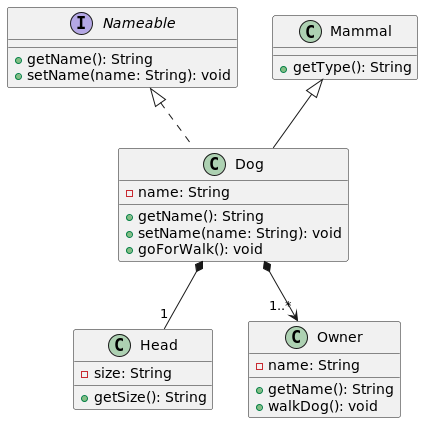 I Nameable
getName(): String
setName(name: String): void
C Mammal
getType(): String
C Dog
name: String
getName(): String
setName(name: String): void
goForWalk(): void
1
1..*
C Head
size: String
getSize(): String
C Owner
name: String
getName(): String
walkDog(): void